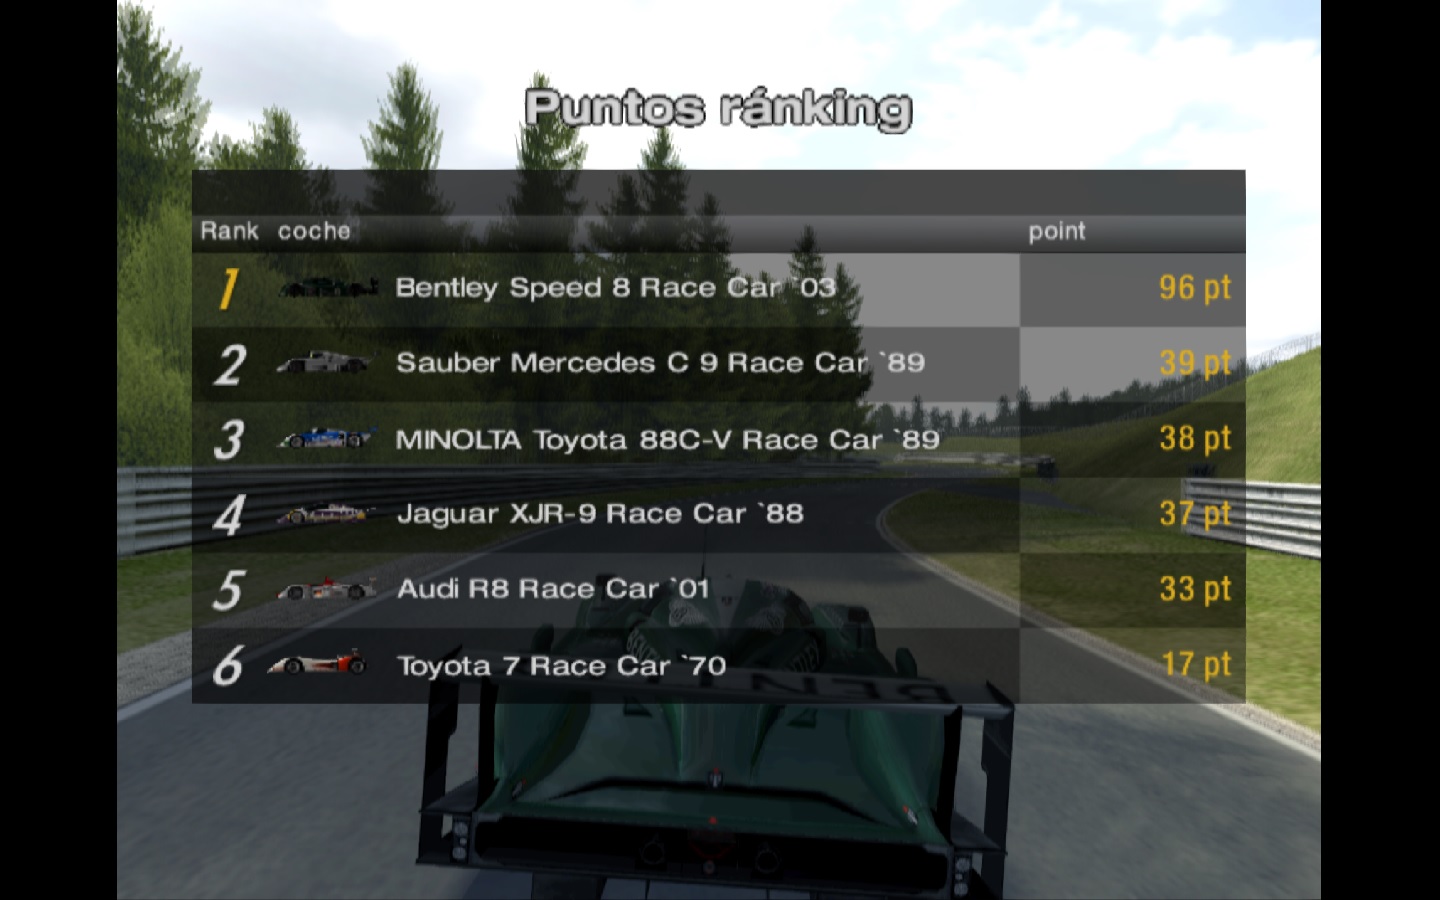 Puntos ránking
Rank coche point
1 Bentley Speed 8 Race Car `03 96 pt
2 Sauber Mercedes C 9 Race Car `89 39 pt
3 MINOLTA Toyota 88C-V Race Car `89 38 pt
4 Jaguar XJR-9 Race Car `88 37 pt
5 Audi R8 Race Car `01 33 pt
6 Toyota 7 Race Car `70 17 pt